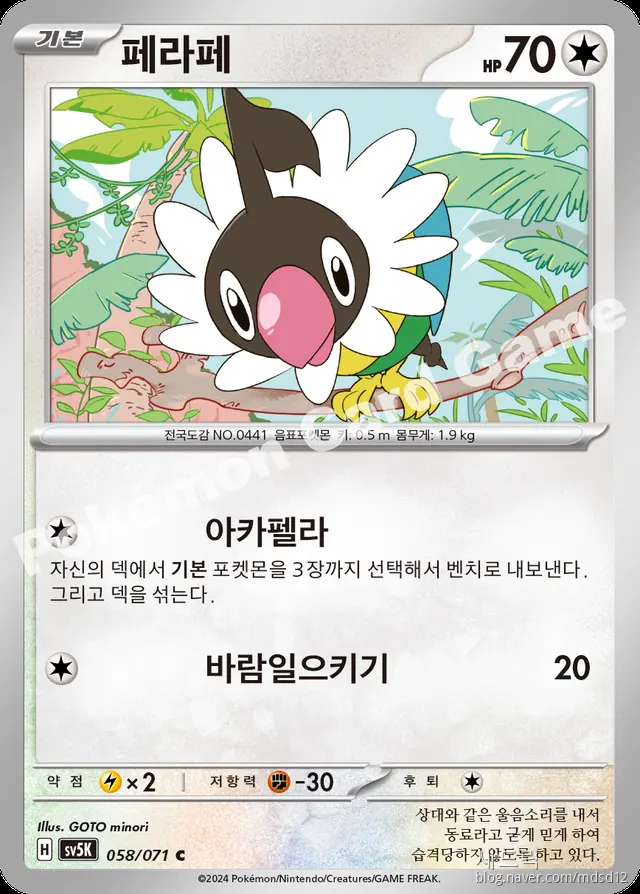 기본 페라페 HP 70
전국도감 NO.0441 음표포켓몬 키: 0.5 m 몸무게: 1.9 kg
Pokémon Card Game
아카펠라
자신의 덱에서 기본 포켓몬을 3장까지 선택해서 벤치로 내보낸다.
그리고 덱을 섞는다.
바람일으키기 20
약점 ×2 저항력 -30 후퇴
Illus. GOTO minori
H SV5K 058/071 C
상대와 같은 울음소리를 내서
동료라고 굳게 믿게 하여
습격당하지 않도록 하고 있다.
©2024 Pokémon/Nintendo/Creatures/GAME FREAK.
blog.naver.com/mdsd12